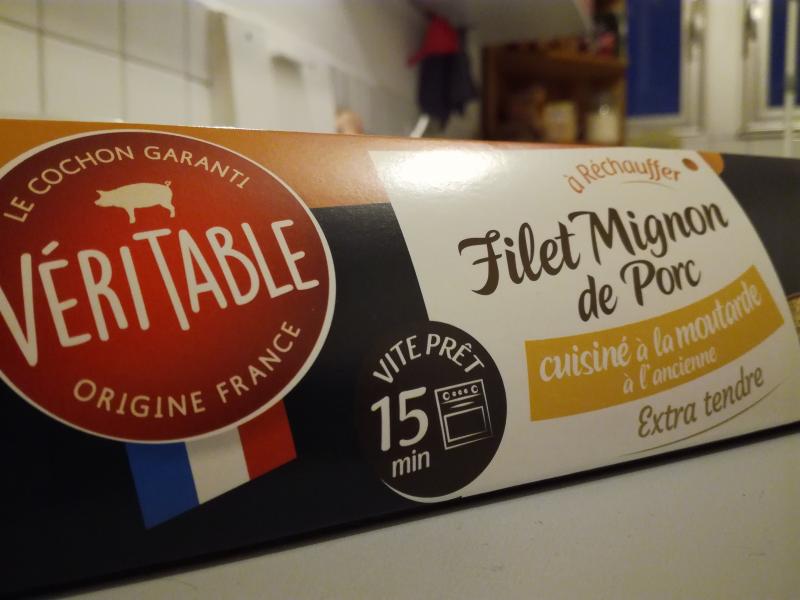 LE COCHON GARANTI
VÉRITABLE
ORIGINE FRANCE
VITE PRÊT
15
min
à Réchauffer
Filet Mignon
de Porc
cuisiné à la moutarde
à l'ancienne
Extra tendre